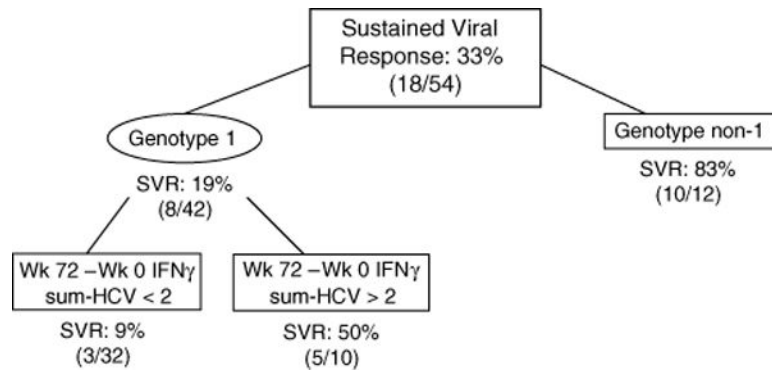 Sustained Viral
Response: 33%
(18/54)
Genotype 1
SVR: 19%
(8/42)
Genotype non-1
SVR: 83%
(10/12)
Wk 72 –Wk 0 IFNγ
sum-HCV < 2
SVR: 9%
(3/32)
Wk 72 –Wk 0 IFNγ
sum-HCV > 2
SVR: 50%
(5/10)